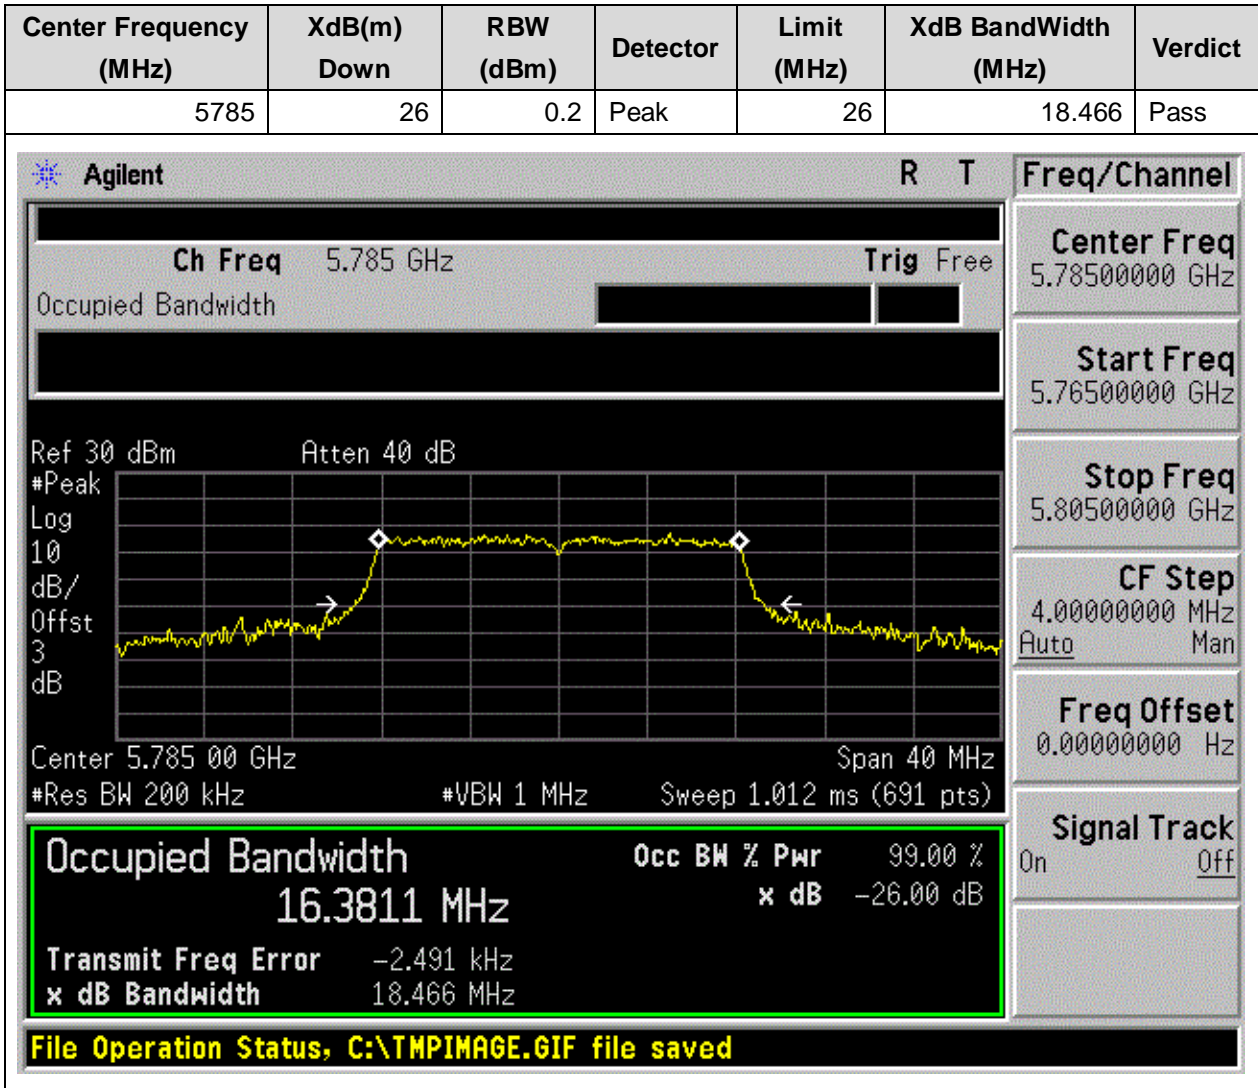 Center Frequency (MHz) XdB(m) Down RBW (dBm) Detector Limit (MHz) XdB BandWidth (MHz) Verdict
5785 26 0.2 Peak 26 18.466 Pass
Agilent R T Freq/Channel
Ch Freq 5.785 GHz Trig Free
Occupied Bandwidth
Center Freq
5.78500000 GHz
Start Freq
5.76500000 GHz
Stop Freq
5.80500000 GHz
CF Step
4.00000000 MHz
Auto Man
Freq Offset
0.00000000 Hz
Signal Track
On Off
Ref 30 dBm Atten 40 dB
#Peak
Log
10
dB/
Offst
3
dB
Center 5.785 00 GHz Span 40 MHz
#Res BW 200 kHz #VBW 1 MHz Sweep 1.012 ms (691 pts)
Occupied Bandwidth Occ BW % Pwr 99.00 %
16.3811 MHz x dB -26.00 dB
Transmit Freq Error -2.491 kHz
x dB Bandwidth 18.466 MHz
File Operation Status, C:\TMPIMAGE.GIF file saved